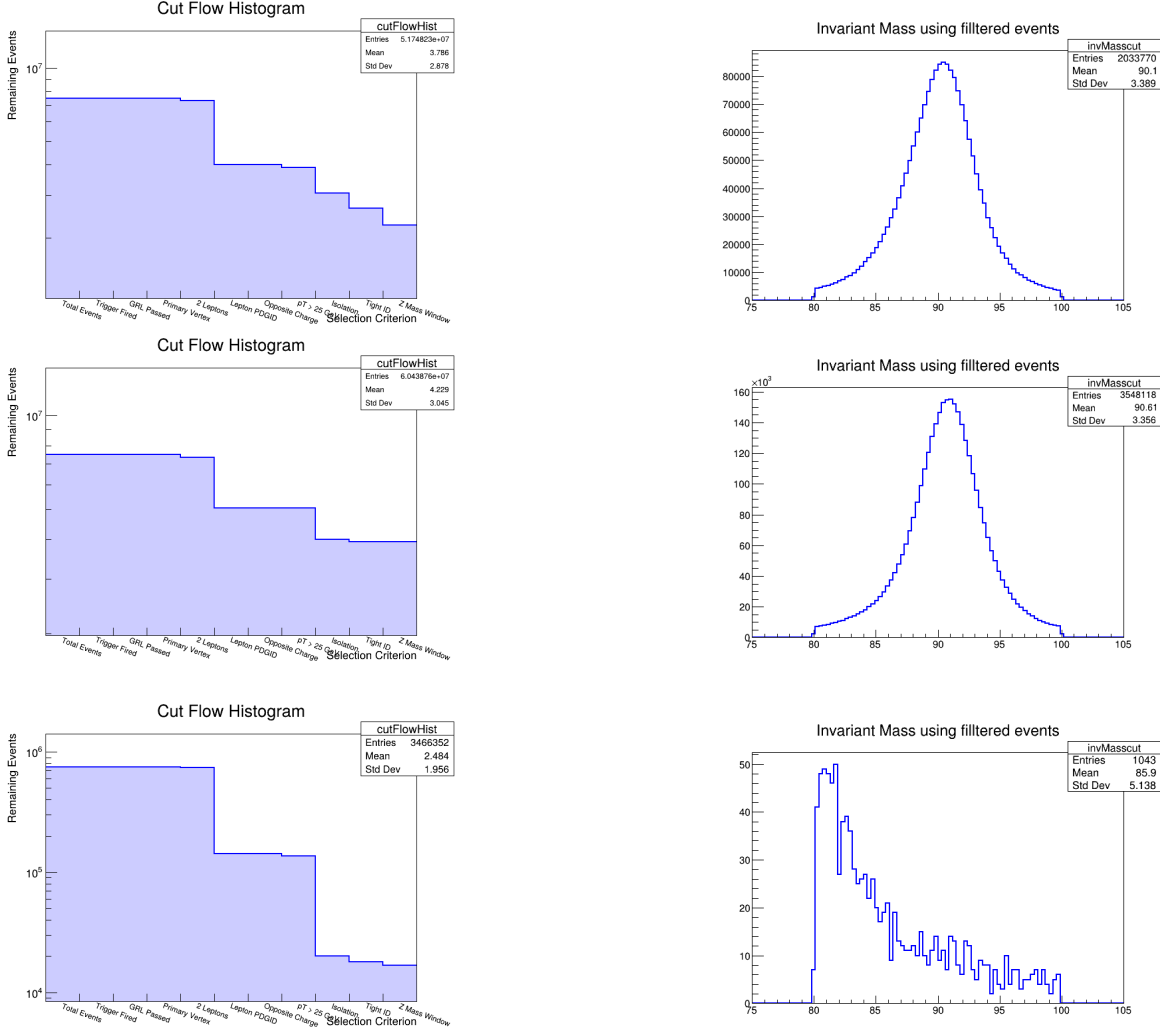 Cut Flow Histogram
Remaining Events
10^7
cutFlowHist
Entries 5.174823e+07
Mean 3.786
Std Dev 2.878
Total Events
Trigger Fired
GRL Passed
Primary Vertex
2 Leptons
Lepton PDGID
Opposite Charge
pT > 25 GeV
Isolation
Tight ID
Z Mass Window
Selection Criterion
Invariant Mass using filltered events
invMasscut
Entries 2033770
Mean 90.1
Std Dev 3.389
80000
70000
60000
50000
40000
30000
20000
10000
0
75 80 85 90 95 100 105
Cut Flow Histogram
Remaining Events
10^7
cutFlowHist
Entries 6.043876e+07
Mean 4.229
Std Dev 3.045
Total Events
Trigger Fired
GRL Passed
Primary Vertex
2 Leptons
Lepton PDGID
Opposite Charge
pT > 25 GeV
Isolation
Tight ID
Z Mass Window
Selection Criterion
Invariant Mass using filltered events
×10^3
invMasscut
Entries 3548118
Mean 90.61
Std Dev 3.356
160
140
120
100
80
60
40
20
0
75 80 85 90 95 100 105
Cut Flow Histogram
Remaining Events
10^6
10^5
10^4
cutFlowHist
Entries 3466352
Mean 2.484
Std Dev 1.956
Total Events
Trigger Fired
GRL Passed
Primary Vertex
2 Leptons
Lepton PDGID
Opposite Charge
pT > 25 GeV
Isolation
Tight ID
Z Mass Window
Selection Criterion
Invariant Mass using filltered events
invMasscut
Entries 1043
Mean 85.9
Std Dev 5.138
50
40
30
20
10
0
75 80 85 90 95 100 105